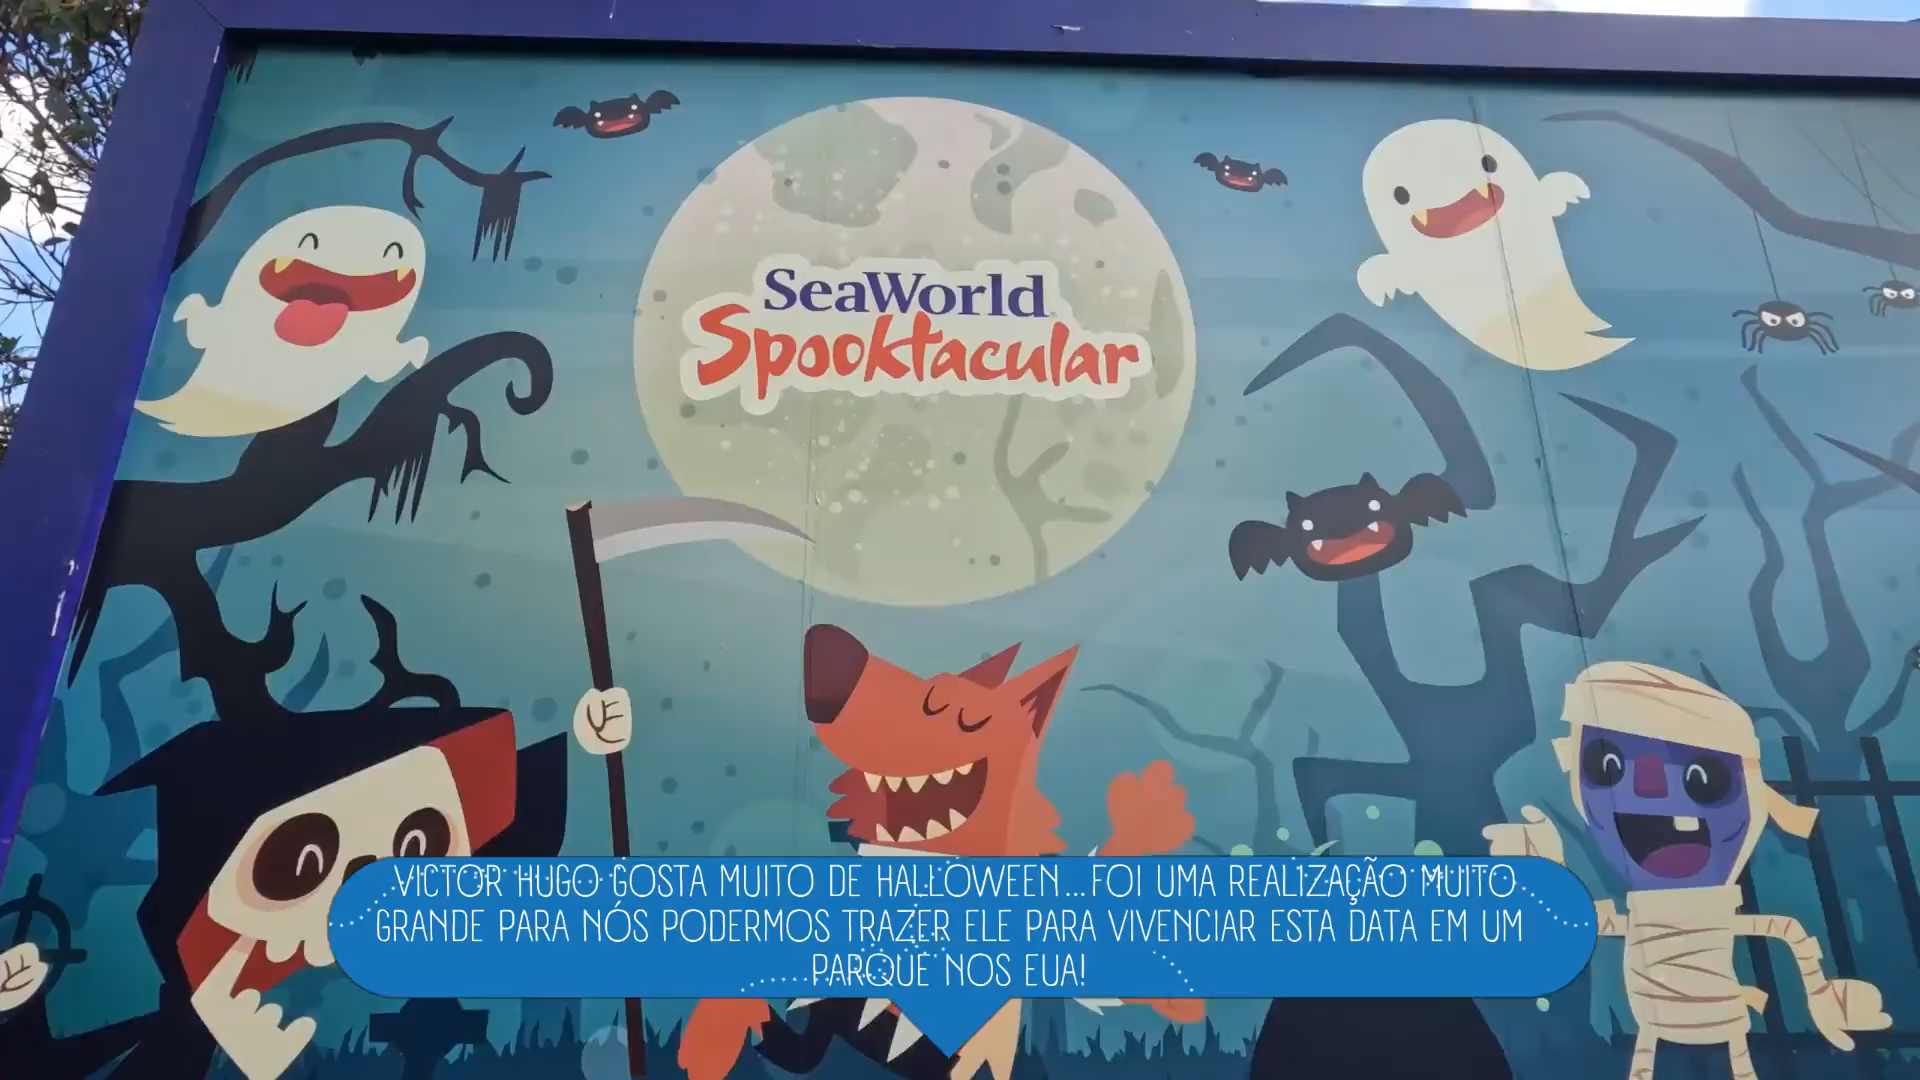 SeaWorld
Spooktacular
VICTOR HUGO GOSTA MUITO DE HALLOWEEN...FOI UMA REALIZAÇÃO MUITO
GRANDE PARA NÓS PODERMOS TRAZER ELE PARA VIVENCIAR ESTA DATA EM UM
PARQUE NOS EUA!